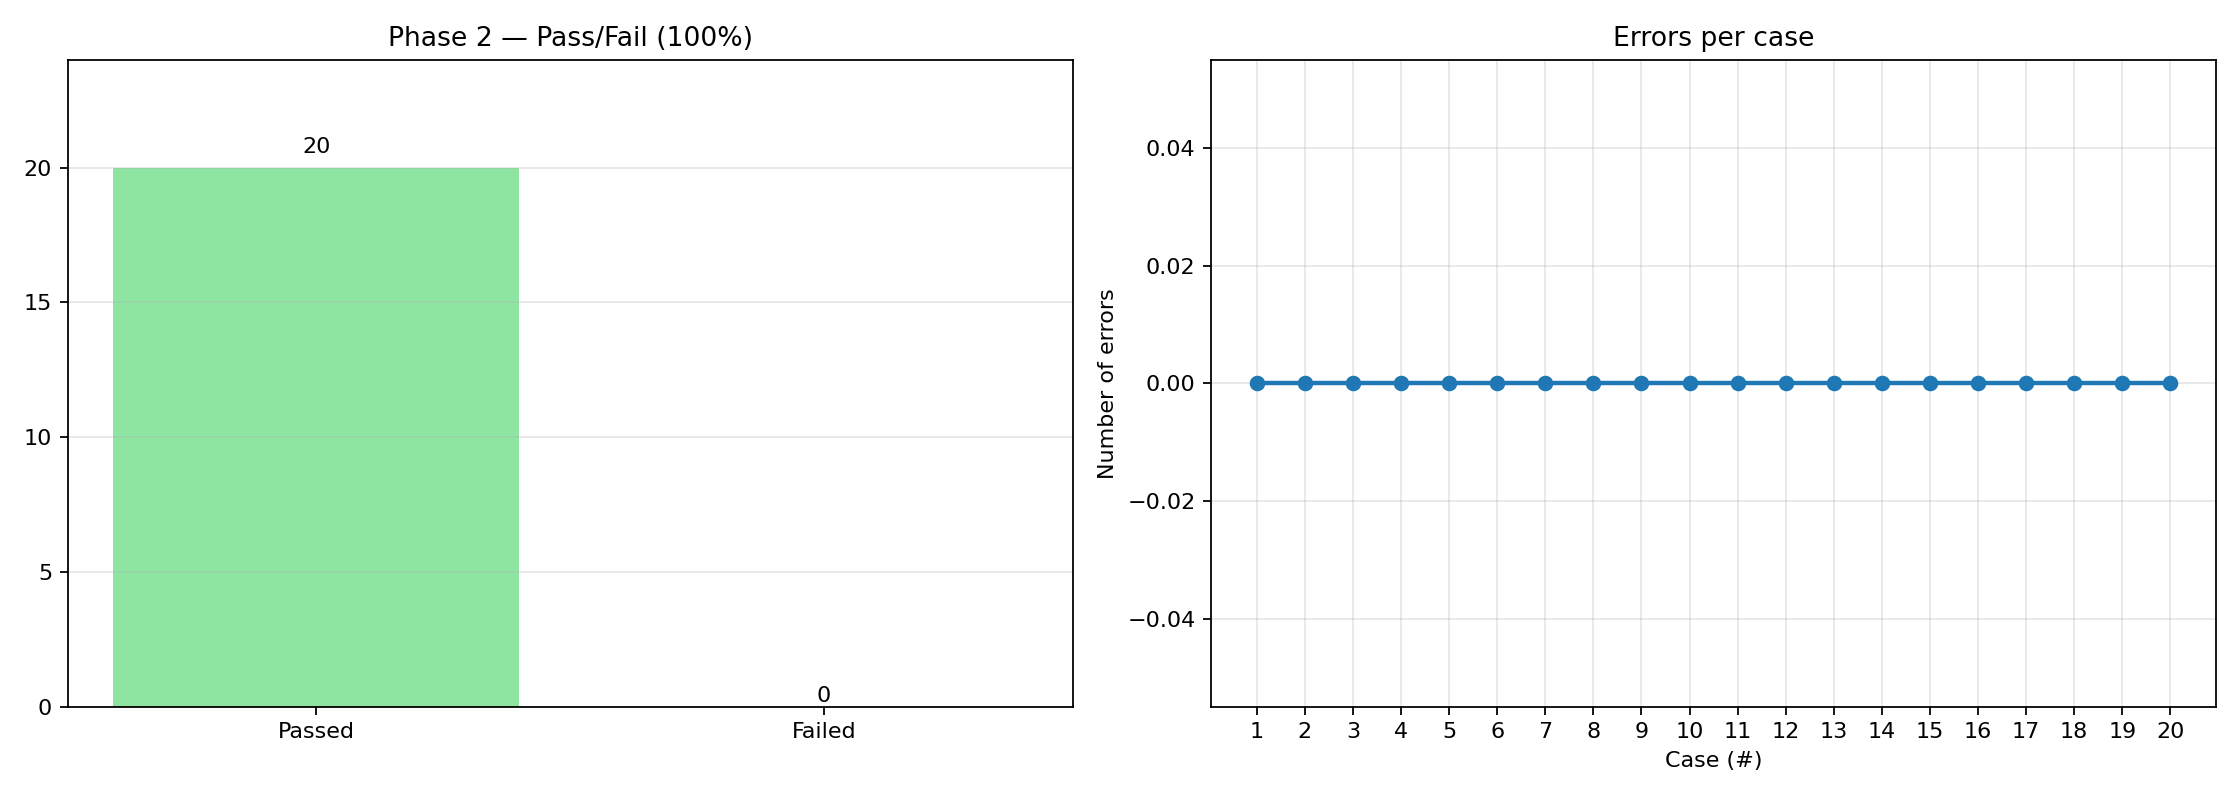 Phase 2 — Pass/Fail (100%)
20
20
15
10
5
0
0
Passed Failed
Errors per case
Number of errors
0.04
0.02
0.00
−0.02
−0.04
1 2 3 4 5 6 7 8 9 10 11 12 13 14 15 16 17 18 19 20
Case (#)